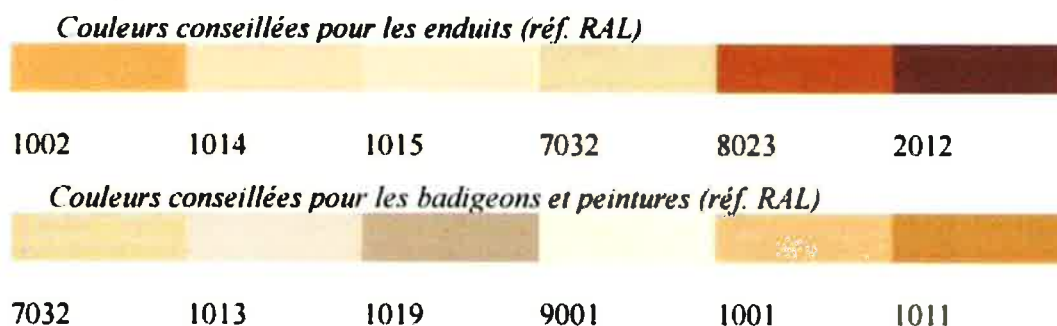 Couleurs conseillées pour les enduits (réf. RAL)
1002 1014 1015 7032 8023 2012
Couleurs conseillées pour les badigeons et peintures (réf. RAL)
7032 1013 1019 9001 1001 1011